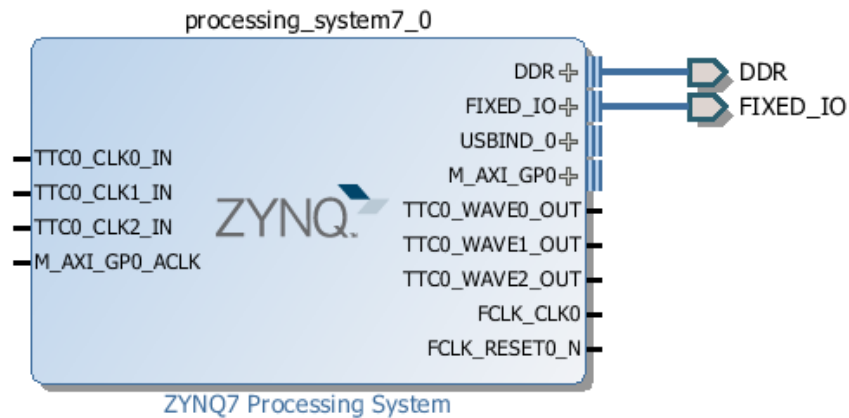 processing_system7_0
DDR
DDR
FIXED_IO
FIXED_IO
USBIND_0
M_AXI_GP0
TTC0_CLK0_IN
TTC0_CLK1_IN
TTC0_CLK2_IN
M_AXI_GP0_ACLK
ZYNQ
TTC0_WAVE0_OUT
TTC0_WAVE1_OUT
TTC0_WAVE2_OUT
FCLK_CLK0
FCLK_RESET0_N
ZYNQ7 Processing System